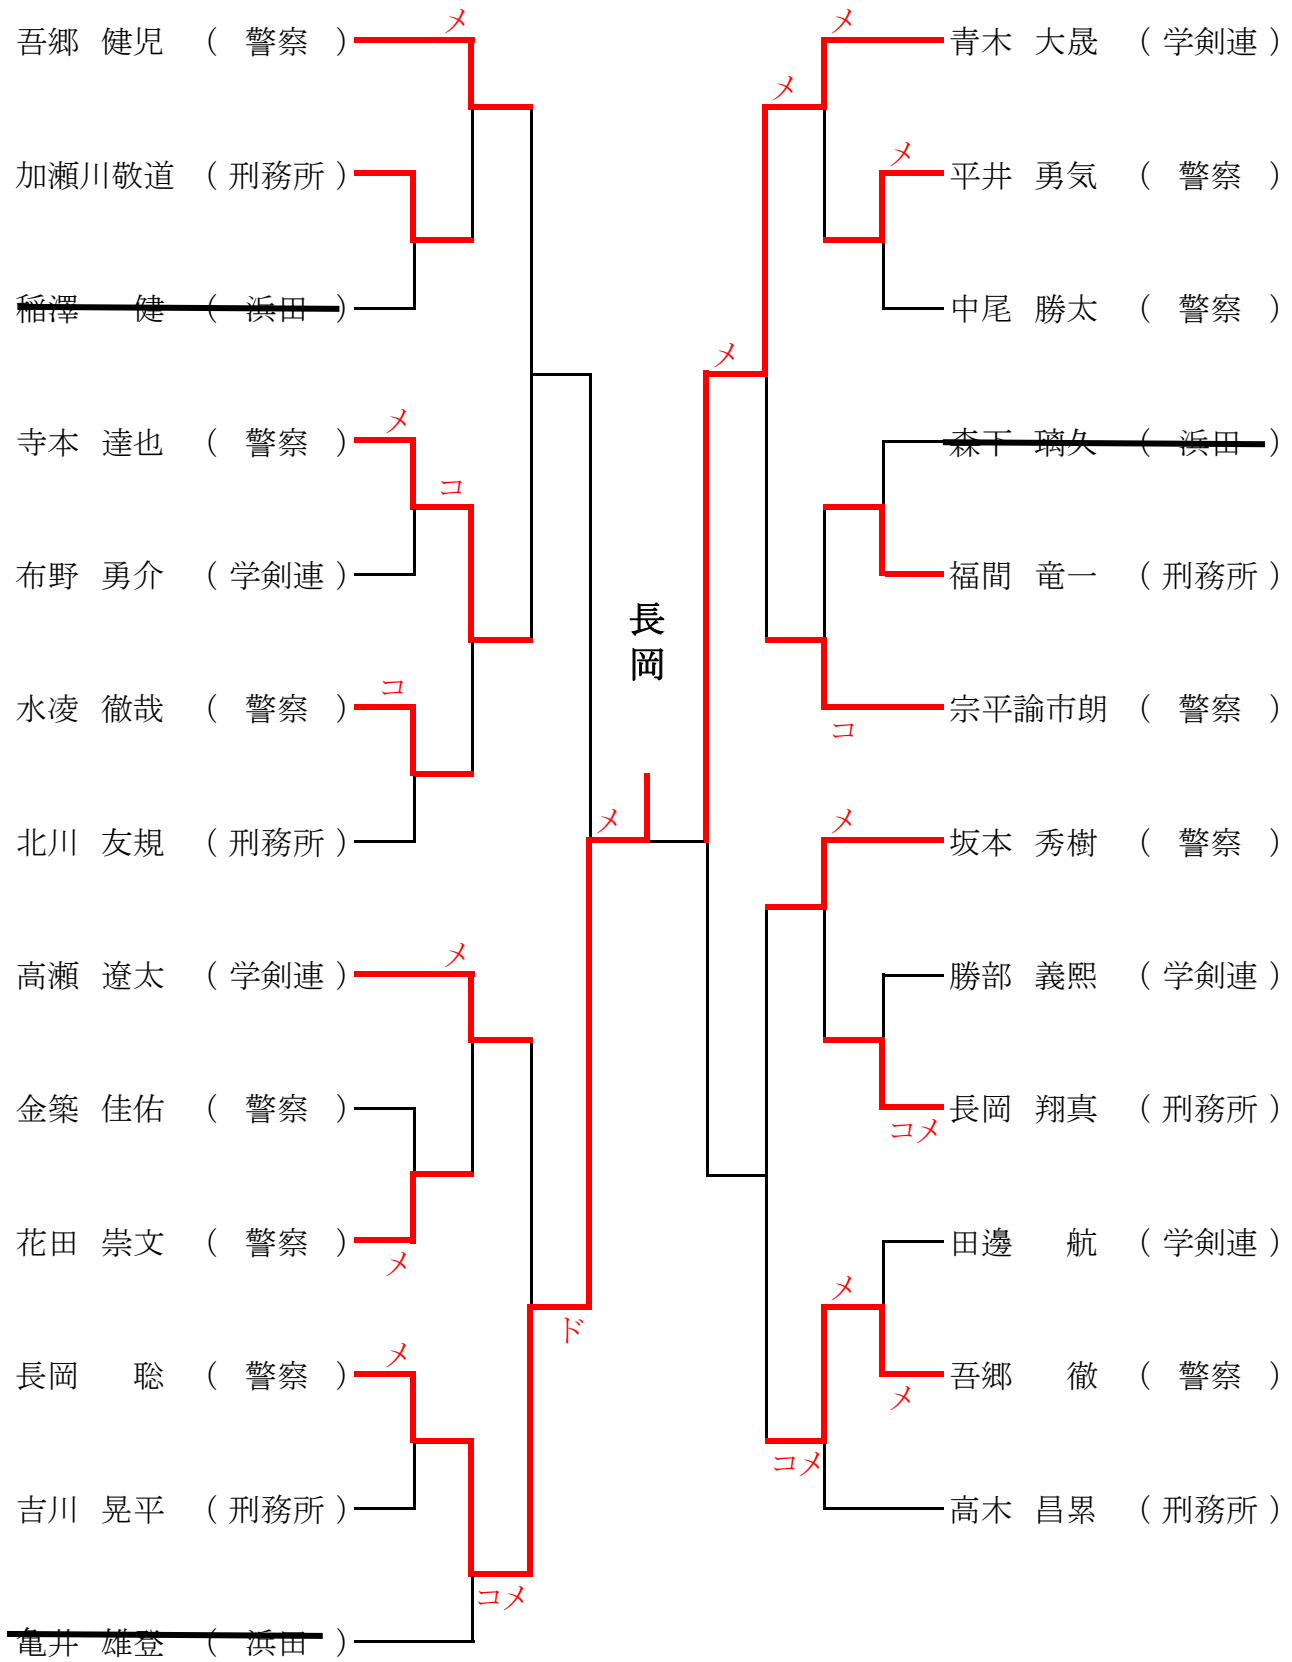 メ
吾郷 健児 ( 警察 )
加瀬川敬道 ( 刑務所 )
稲澤 健 ( 浜田 )
メ
寺本 達也 ( 警察 )
コ
布野 勇介 ( 学剣連 )
コ
水凌 徹哉 ( 警察 )
北川 友規 ( 刑務所 )
メ
高瀬 遼太 ( 学剣連 )
金築 佳佑 ( 警察 )
花田 崇文 ( 警察 )
メ
ド
メ
長岡 聡 ( 警察 )
吉川 晃平 ( 刑務所 )
コメ
亀井 雄登 ( 浜田 )
長岡
メ
メ
青木 大晟 ( 学剣連 )
メ
メ
平井 勇気 ( 警察 )
中尾 勝太 ( 警察 )
メ
森下 璃久 ( 浜田 )
福間 竜一 ( 刑務所 )
宗平諭市朗 ( 警察 )
コ
メ
坂本 秀樹 ( 警察 )
勝部 義熙 ( 学剣連 )
長岡 翔真 ( 刑務所 )
コメ
田邊 航 ( 学剣連 )
メ
吾郷 徹 ( 警察 )
メ
コメ
高木 昌累 ( 刑務所 )